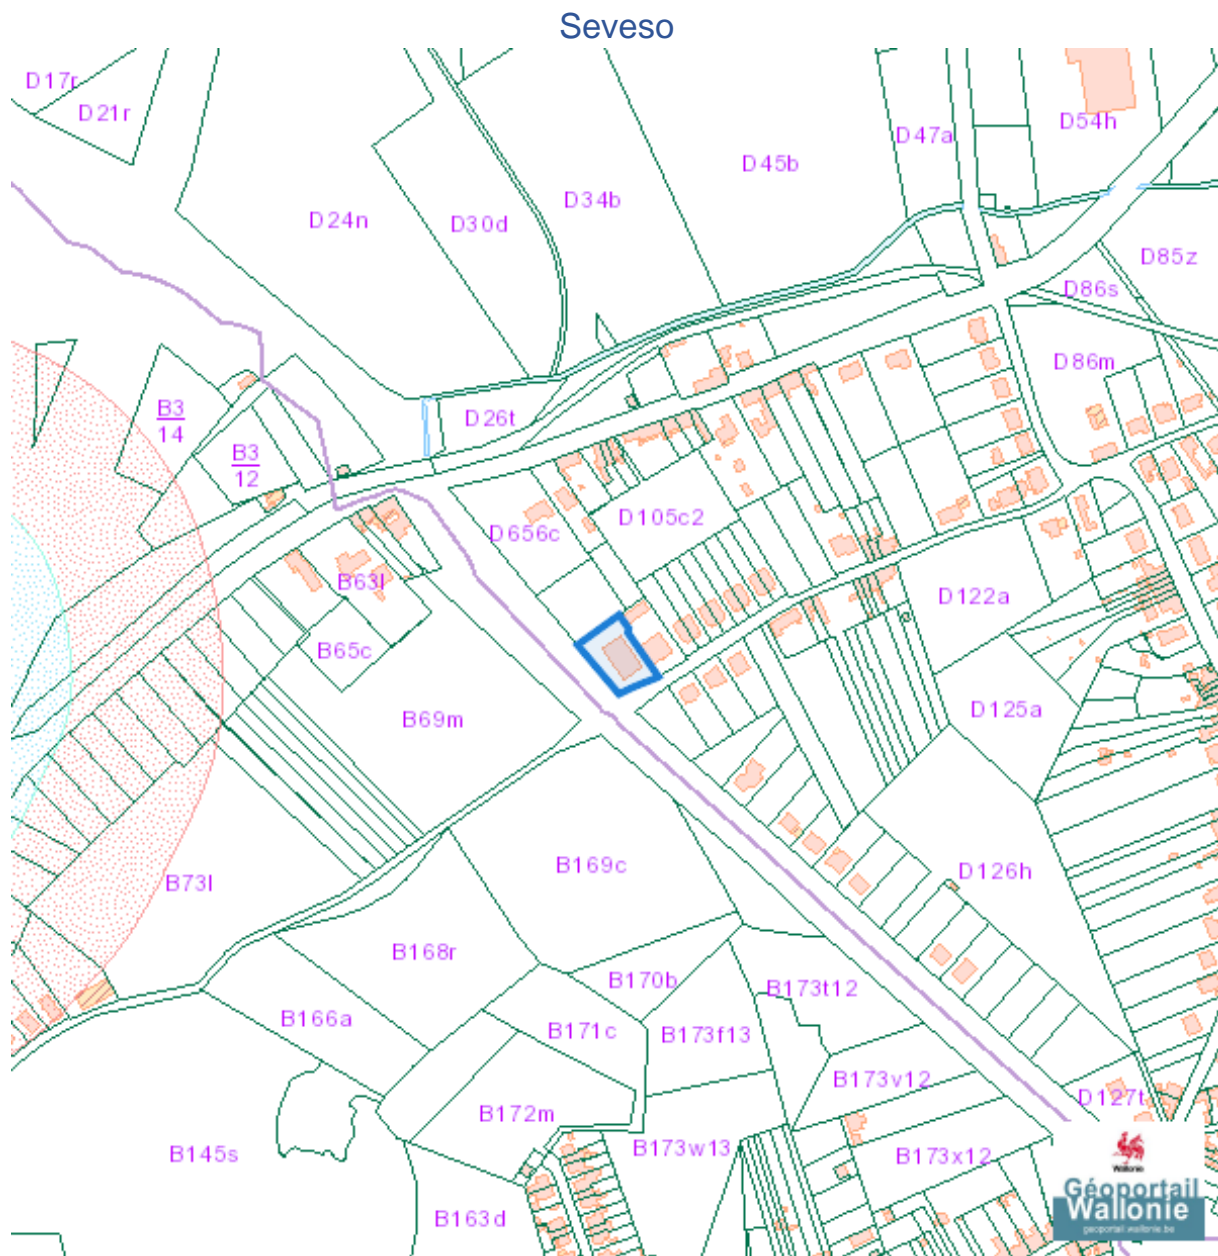 Seveso
D17r
D21r
D54h
D47a
D45b
D34b
D24n
D30d
D85z
D86s
D86m
B3
14
D26t
B3
12
D105c2
D656c
B63l
D122a
B65c
D125a
B69m
B169c
D126h
B73l
B168r
B170b
B173t12
B166a
B171c
B173f13
B173v12
D127t
B172m
B173w13
B145s
B173x12
B163d
Wallonie
Géoportail
Wallonie
geoportail.wallonie.be